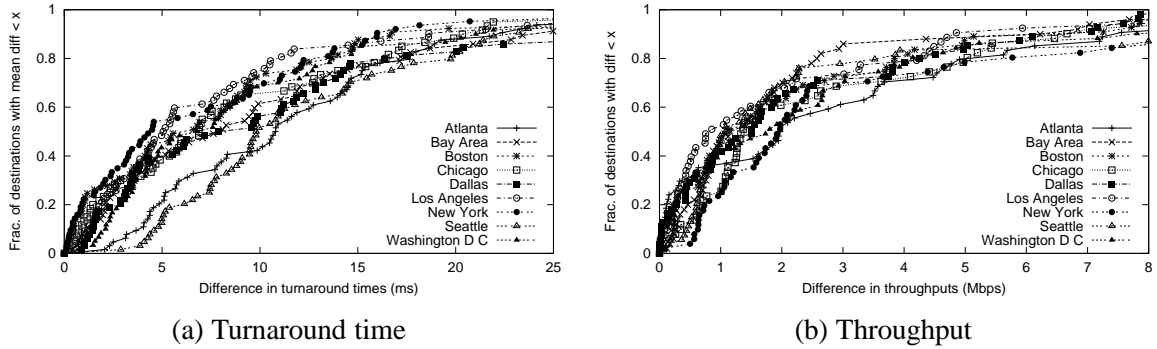 Frac. of destinations with mean diff < x
1
0.8
0.6
0.4
0.2
0
0 5 10 15 20 25
Difference in turnaround times (ms)
Atlanta
Bay Area
Boston
Chicago
Dallas
Los Angeles
New York
Seattle
Washington D C
(a) Turnaround time
Frac. of destinations with diff < x
1
0.8
0.6
0.4
0.2
0
0 1 2 3 4 5 6 7 8
Difference in throughputs (Mbps)
Atlanta
Bay Area
Boston
Chicago
Dallas
Los Angeles
New York
Seattle
Washington D C
(b) Throughput